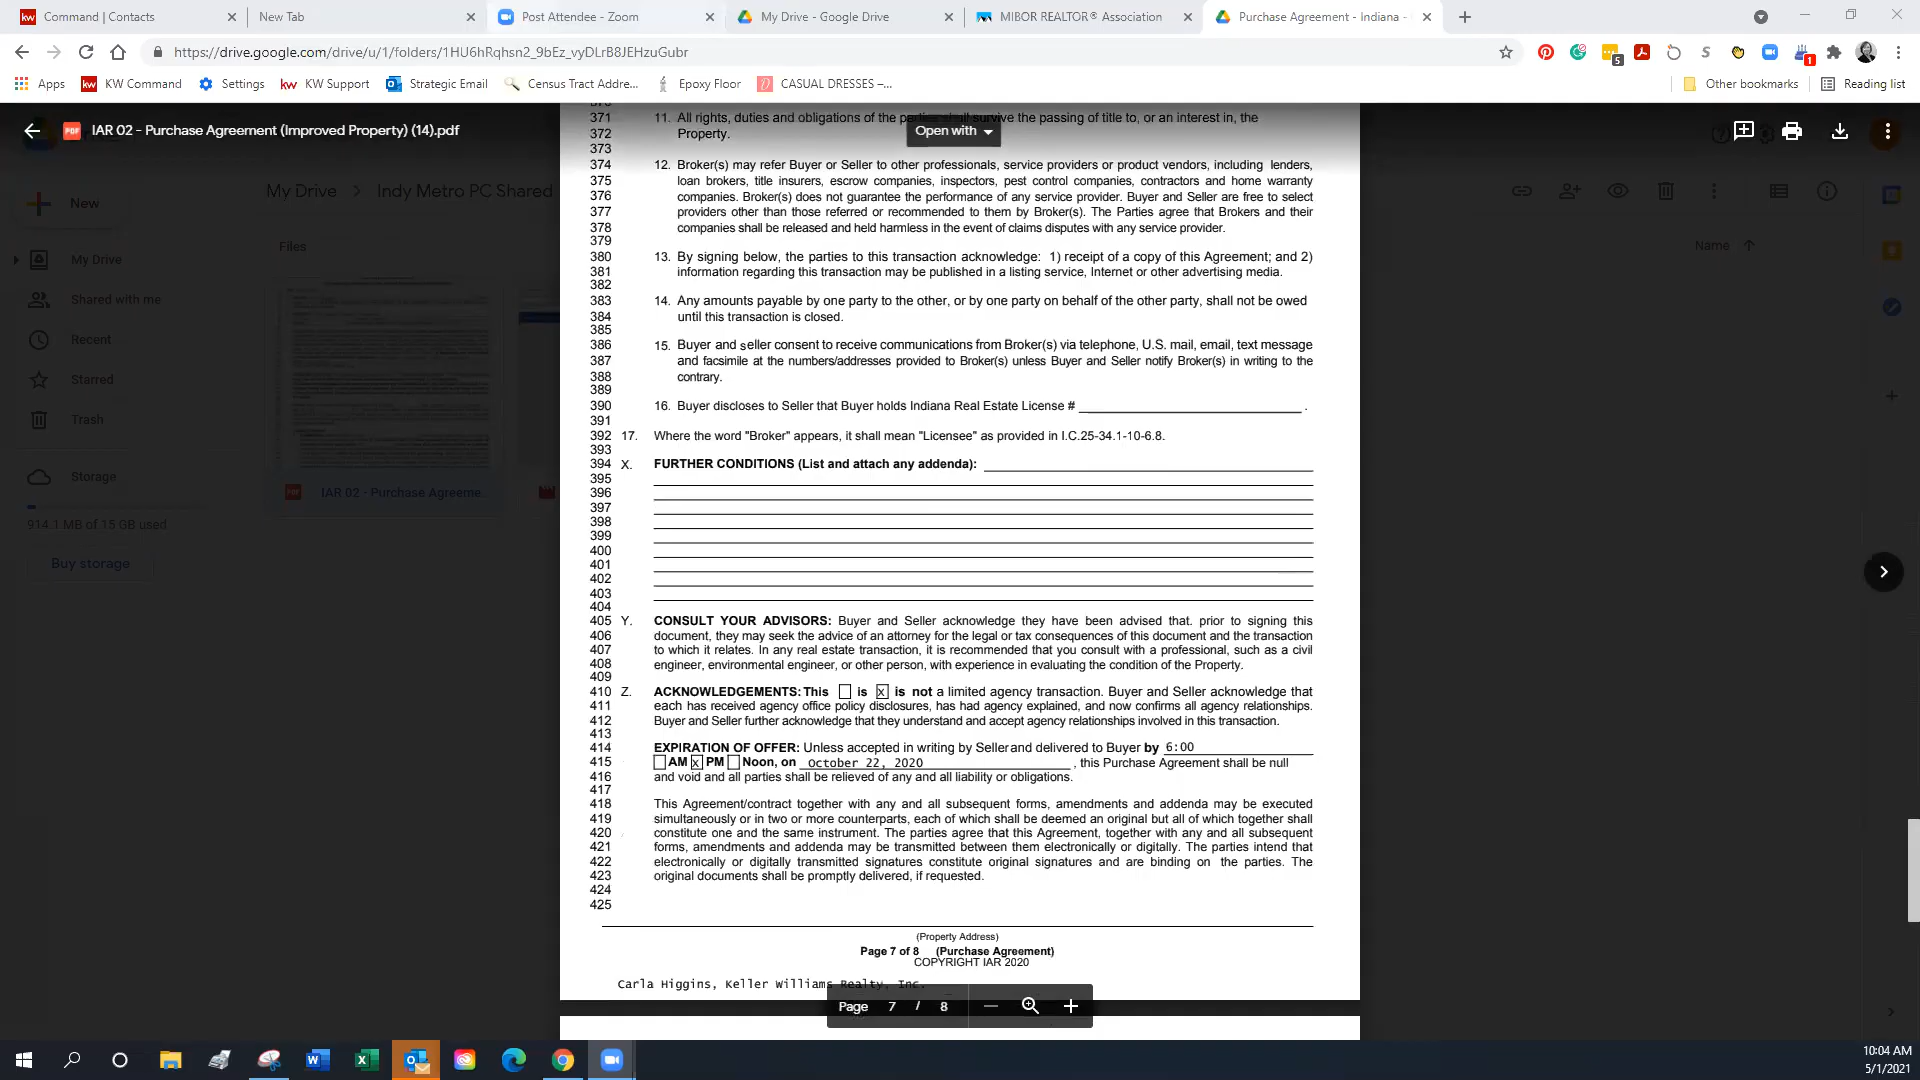 Command | Contacts
New Tab
Post Attendee - Zoom
My Drive - Google Drive
MIBOR REALTOR® Association
Purchase Agreement - Indiana -
https://drive.google.com/drive/u/1/folders/1HU6hRqhsn2_9bEz_vyDLrB8JEHzuGubr
Apps
KW Command
Settings
KW Support
Strategic Email
Census Tract Addre...
Epoxy Floor
CASUAL DRESSES –...
Other bookmarks
Reading list
PDF IAR 02 - Purchase Agreement (Improved Property) (14).pdf
Open with
New
My Drive > Indy Metro PC Shared
Files
Name
My Drive
Shared with me
Recent
Starred
Trash
Storage
914.1 MB of 15 GB used
Buy storage
IAR 02 - Purchase Agreeme...
371 11. All rights, duties and obligations of the parties shall survive the passing of title to, or an interest in, the
372 Property.
373
374 12. Broker(s) may refer Buyer or Seller to other professionals, service providers or product vendors, including lenders,
375 loan brokers, title insurers, escrow companies, inspectors, pest control companies, contractors and home warranty
376 companies. Broker(s) does not guarantee the performance of any service provider. Buyer and Seller are free to select
377 providers other than those referred or recommended to them by Broker(s). The Parties agree that Brokers and their
378 companies shall be released and held harmless in the event of claims disputes with any service provider.
379
380 13. By signing below, the parties to this transaction acknowledge: 1) receipt of a copy of this Agreement; and 2)
381 information regarding this transaction may be published in a listing service, Internet or other advertising media.
382
383 14. Any amounts payable by one party to the other, or by one party on behalf of the other party, shall not be owed
384 until this transaction is closed.
385
386 15. Buyer and seller consent to receive communications from Broker(s) via telephone, U.S. mail, email, text message
387 and facsimile at the numbers/addresses provided to Broker(s) unless Buyer and Seller notify Broker(s) in writing to the
388 contrary.
389
390 16. Buyer discloses to Seller that Buyer holds Indiana Real Estate License # .
391
392 17. Where the word "Broker" appears, it shall mean "Licensee" as provided in I.C.25-34.1-10-6.8.
393
394 X. FURTHER CONDITIONS (List and attach any addenda):
395
396
397
398
399
400
401
402
403
404
405 Y. CONSULT YOUR ADVISORS: Buyer and Seller acknowledge they have been advised that. prior to signing this
406 document, they may seek the advice of an attorney for the legal or tax consequences of this document and the transaction
407 to which it relates. In any real estate transaction, it is recommended that you consult with a professional, such as a civil
408 engineer, environmental engineer, or other person, with experience in evaluating the condition of the Property.
409
410 Z. ACKNOWLEDGEMENTS: This is x is not a limited agency transaction. Buyer and Seller acknowledge that
411 each has received agency office policy disclosures, has had agency explained, and now confirms all agency relationships.
412 Buyer and Seller further acknowledge that they understand and accept agency relationships involved in this transaction.
413
414 EXPIRATION OF OFFER: Unless accepted in writing by Seller and delivered to Buyer by 6:00
415 AM x PM Noon, on October 22, 2020 , this Purchase Agreement shall be null
416 and void and all parties shall be relieved of any and all liability or obligations.
417
418 This Agreement/contract together with any and all subsequent forms, amendments and addenda may be executed
419 simultaneously or in two or more counterparts, each of which shall be deemed an original but all of which together shall
420 constitute one and the same instrument. The parties agree that this Agreement, together with any and all subsequent
421 forms, amendments and addenda may be transmitted between them electronically or digitally. The parties intend that
422 electronically or digitally transmitted signatures constitute original signatures and are binding on the parties. The
423 original documents shall be promptly delivered, if requested.
424
425
(Property Address)
Page 7 of 8 (Purchase Agreement)
COPYRIGHT IAR 2020
Carla Higgins, Keller Williams Realty, Inc.
Page 7 / 8
10:04 AM
5/1/2021